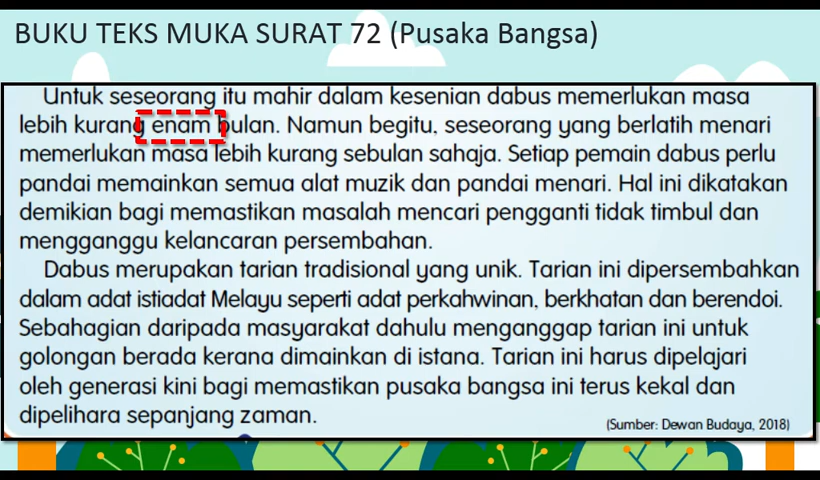 BUKU TEKS MUKA SURAT 72 (Pusaka Bangsa)
Untuk seseorang itu mahir dalam kesenian dabus memerlukan masa
lebih kurang enam bulan. Namun begitu, seseorang yang berlatih menari
memerlukan masa lebih kurang sebulan sahaja. Setiap pemain dabus perlu
pandai memainkan semua alat muzik dan pandai menari. Hal ini dikatakan
demikian bagi memastikan masalah mencari pengganti tidak timbul dan
mengganggu kelancaran persembahan.
Dabus merupakan tarian tradisional yang unik. Tarian ini dipersembahkan
dalam adat istiadat Melayu seperti adat perkahwinan, berkhatan dan berendoi.
Sebahagian daripada masyarakat dahulu menganggap tarian ini untuk
golongan berada kerana dimainkan di istana. Tarian ini harus dipelajari
oleh generasi kini bagi memastikan pusaka bangsa ini terus kekal dan
dipelihara sepanjang zaman.
(Sumber: Dewan Budaya, 2018)